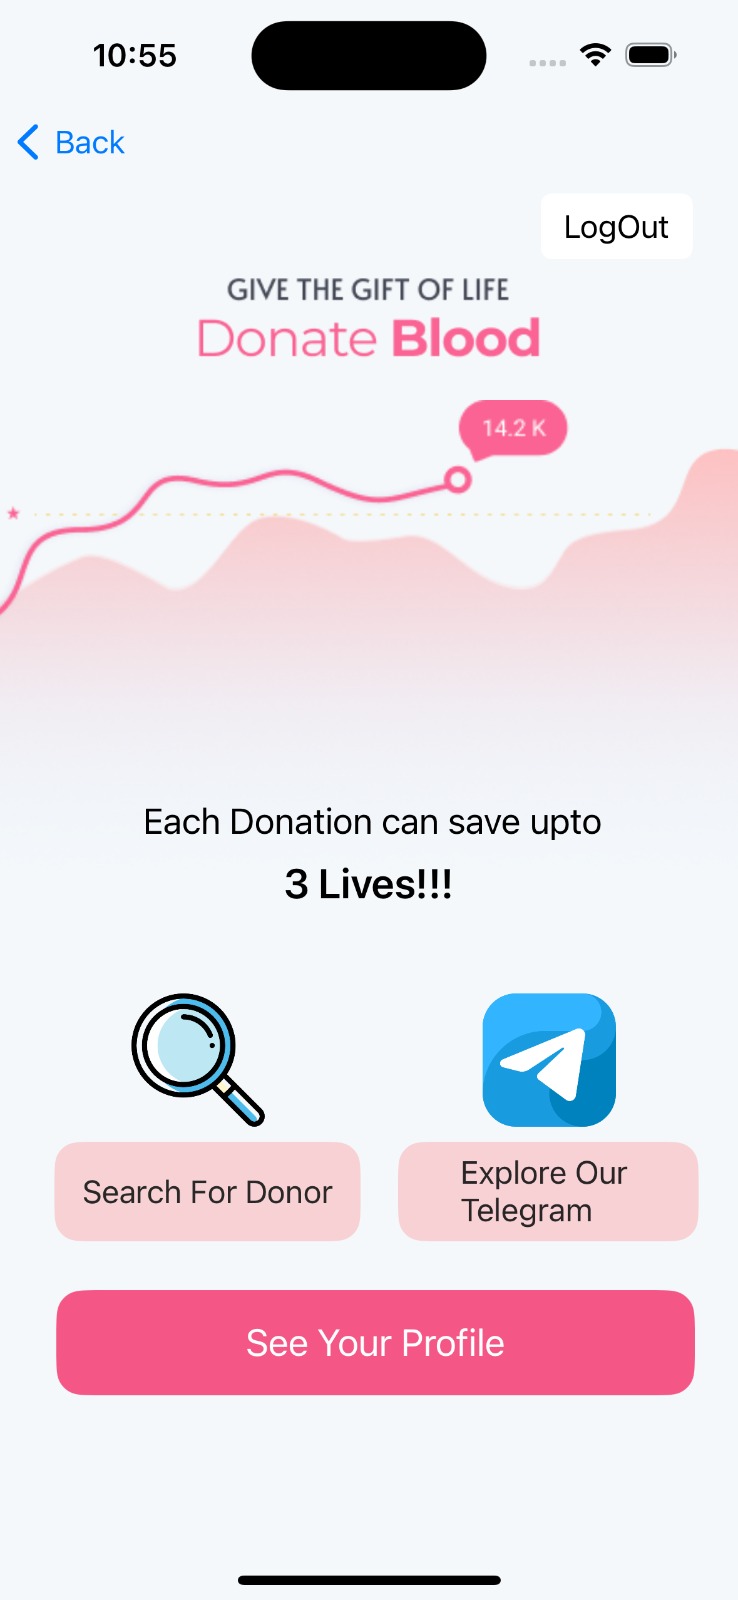 10:55
Back
LogOut
GIVE THE GIFT OF LIFE
Donate Blood
14.2 K
Each Donation can save upto
3 Lives!!!
Search For Donor
Explore Our
Telegram
See Your Profile